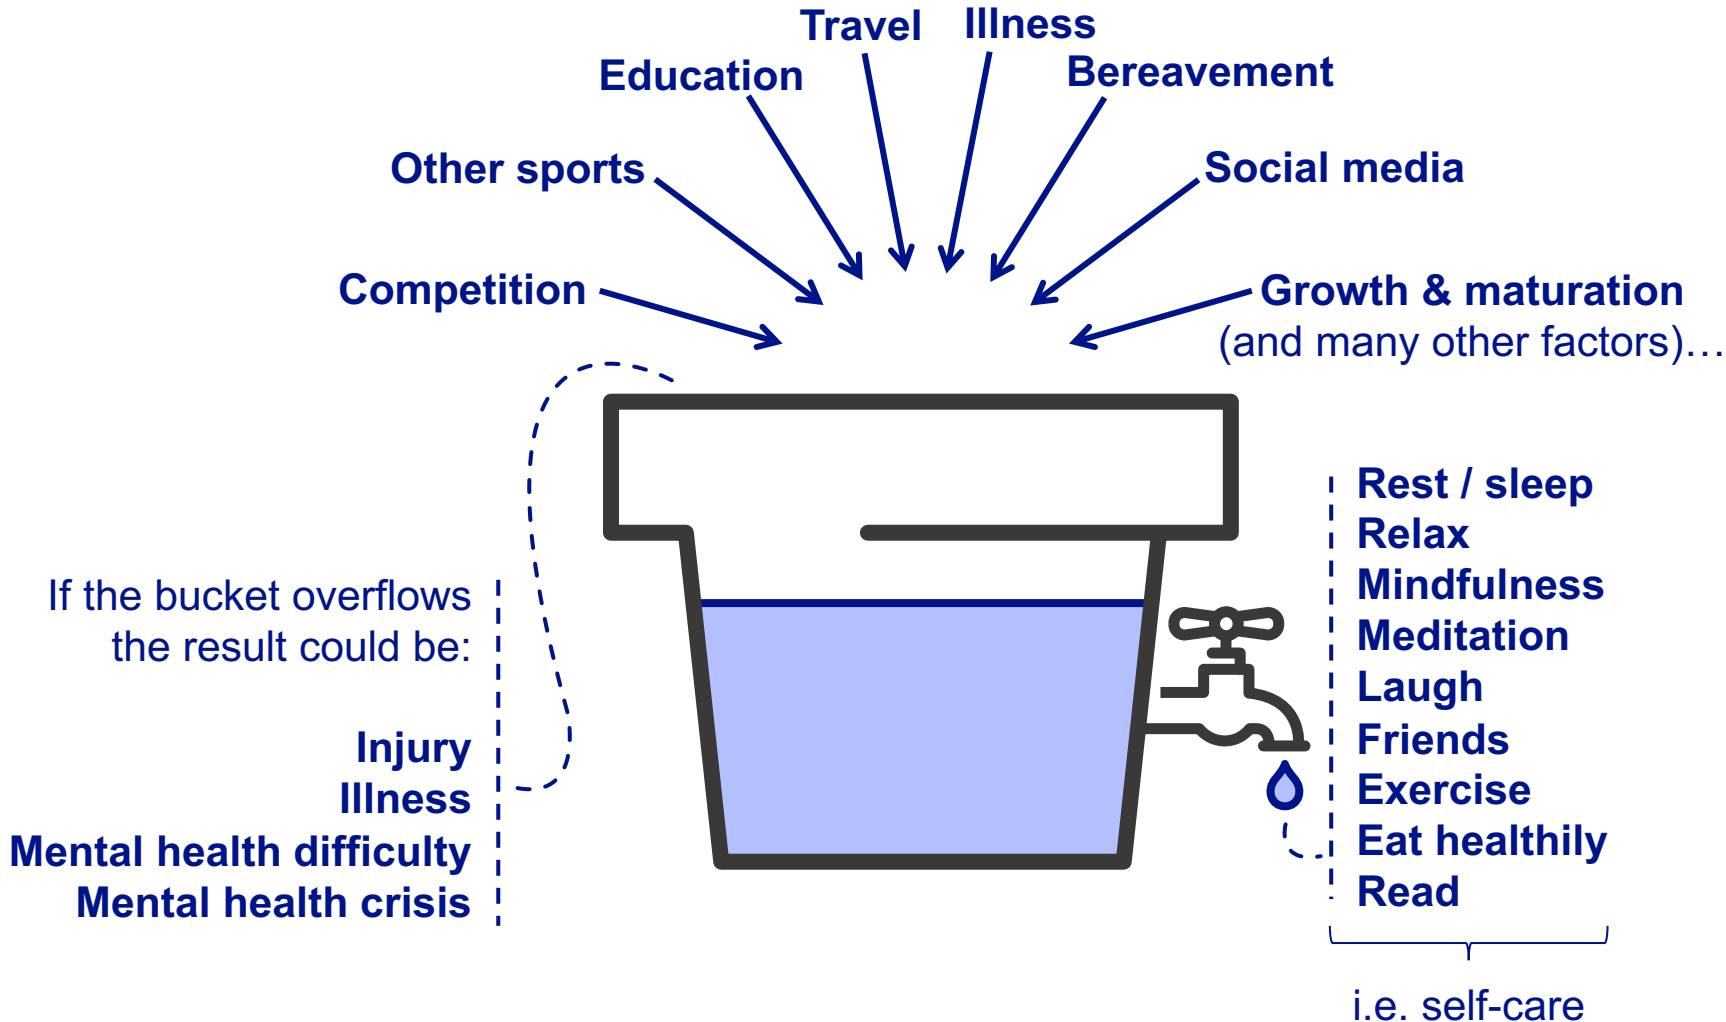 Travel
Illness
Education
Bereavement
Other sports
Social media
Competition
Growth & maturation
(and many other factors)…
If the bucket overflows
the result could be:
Injury
Illness
Mental health difficulty
Mental health crisis
Rest / sleep
Relax
Mindfulness
Meditation
Laugh
Friends
Exercise
Eat healthily
Read
i.e. self-care